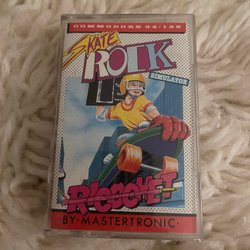 COMMODORE 64/128
SKATE
ROCK
SIMULATOR
RICOCHET
·BY·MASTERTRONIC·